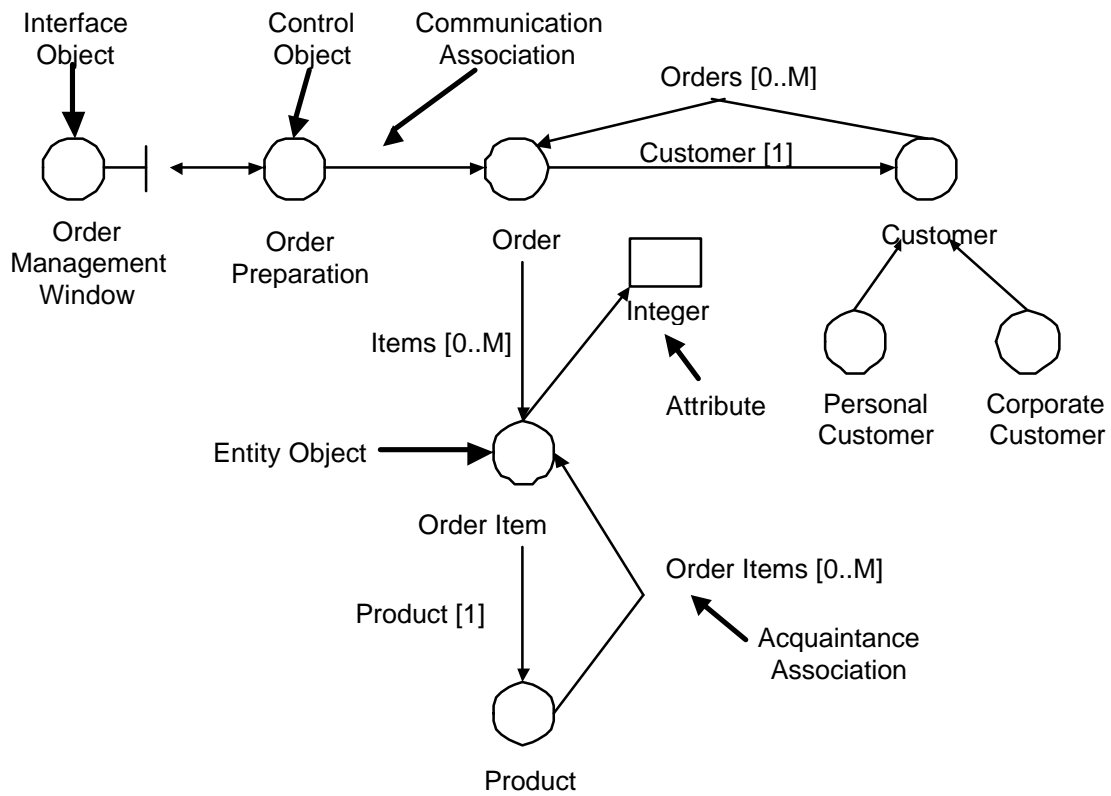 Interface
Object
Control
Object
Communication
Association
Orders [0..M]
Customer [1]
Order
Management
Window
Order
Preparation
Order
Customer
Integer
Items [0..M]
Attribute
Personal
Customer
Corporate
Customer
Entity Object
Order Item
Order Items [0..M]
Product [1]
Acquaintance
Association
Product